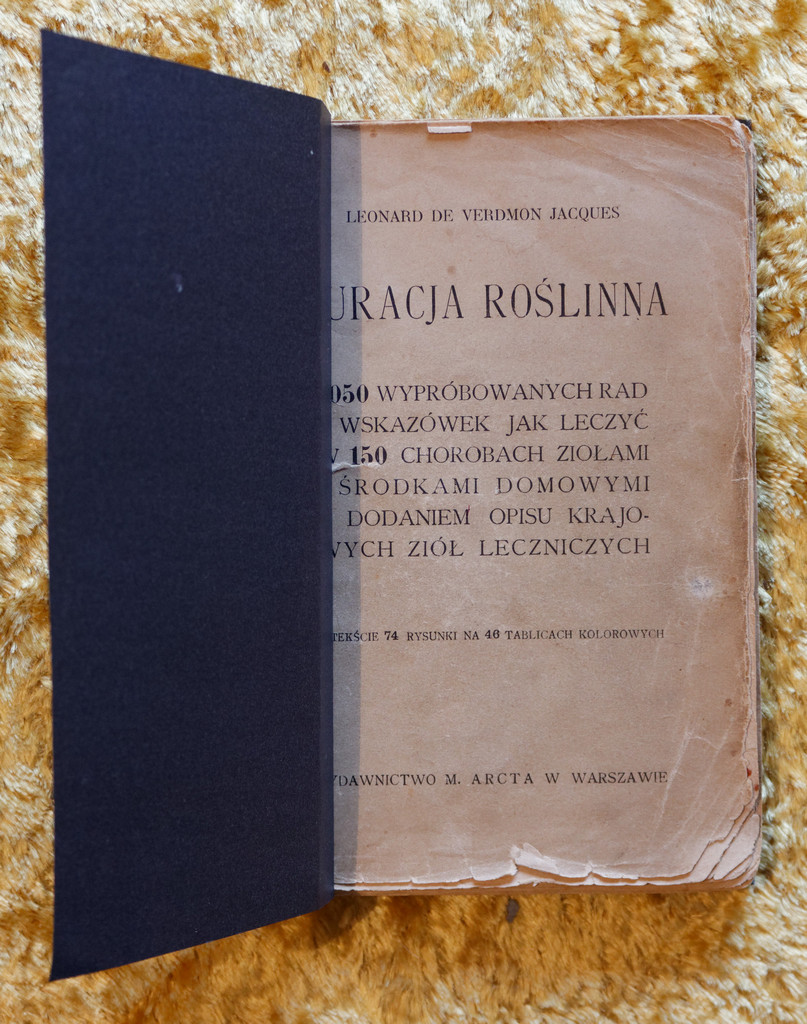 LEONARD DE VERDMON JACQUES
URACJA ROŚLINNA
050 WYPRÓBOWANYCH RAD
WSKAZÓWEK JAK LECZYĆ
W 150 CHOROBACH ZIOŁAMI
ŚRODKAMI DOMOWYMI
DODANIEM OPISU KRAJO-
WYCH ZIÓŁ LECZNICZYCH
TEKŚCIE 74 RYSUNKI NA 46 TABLICACH KOLOROWYCH
YDAWNICTWO M. ARCTA W WARSZAWIE